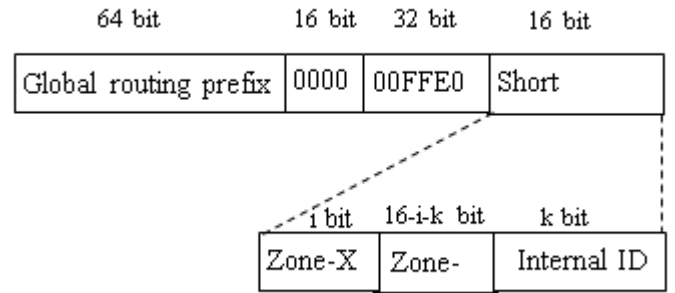 64 bit 16 bit 32 bit 16 bit
Global routing prefix 0000 00FFE0 Short
i bit 16-i-k bit k bit
Zone-X Zone- Internal ID